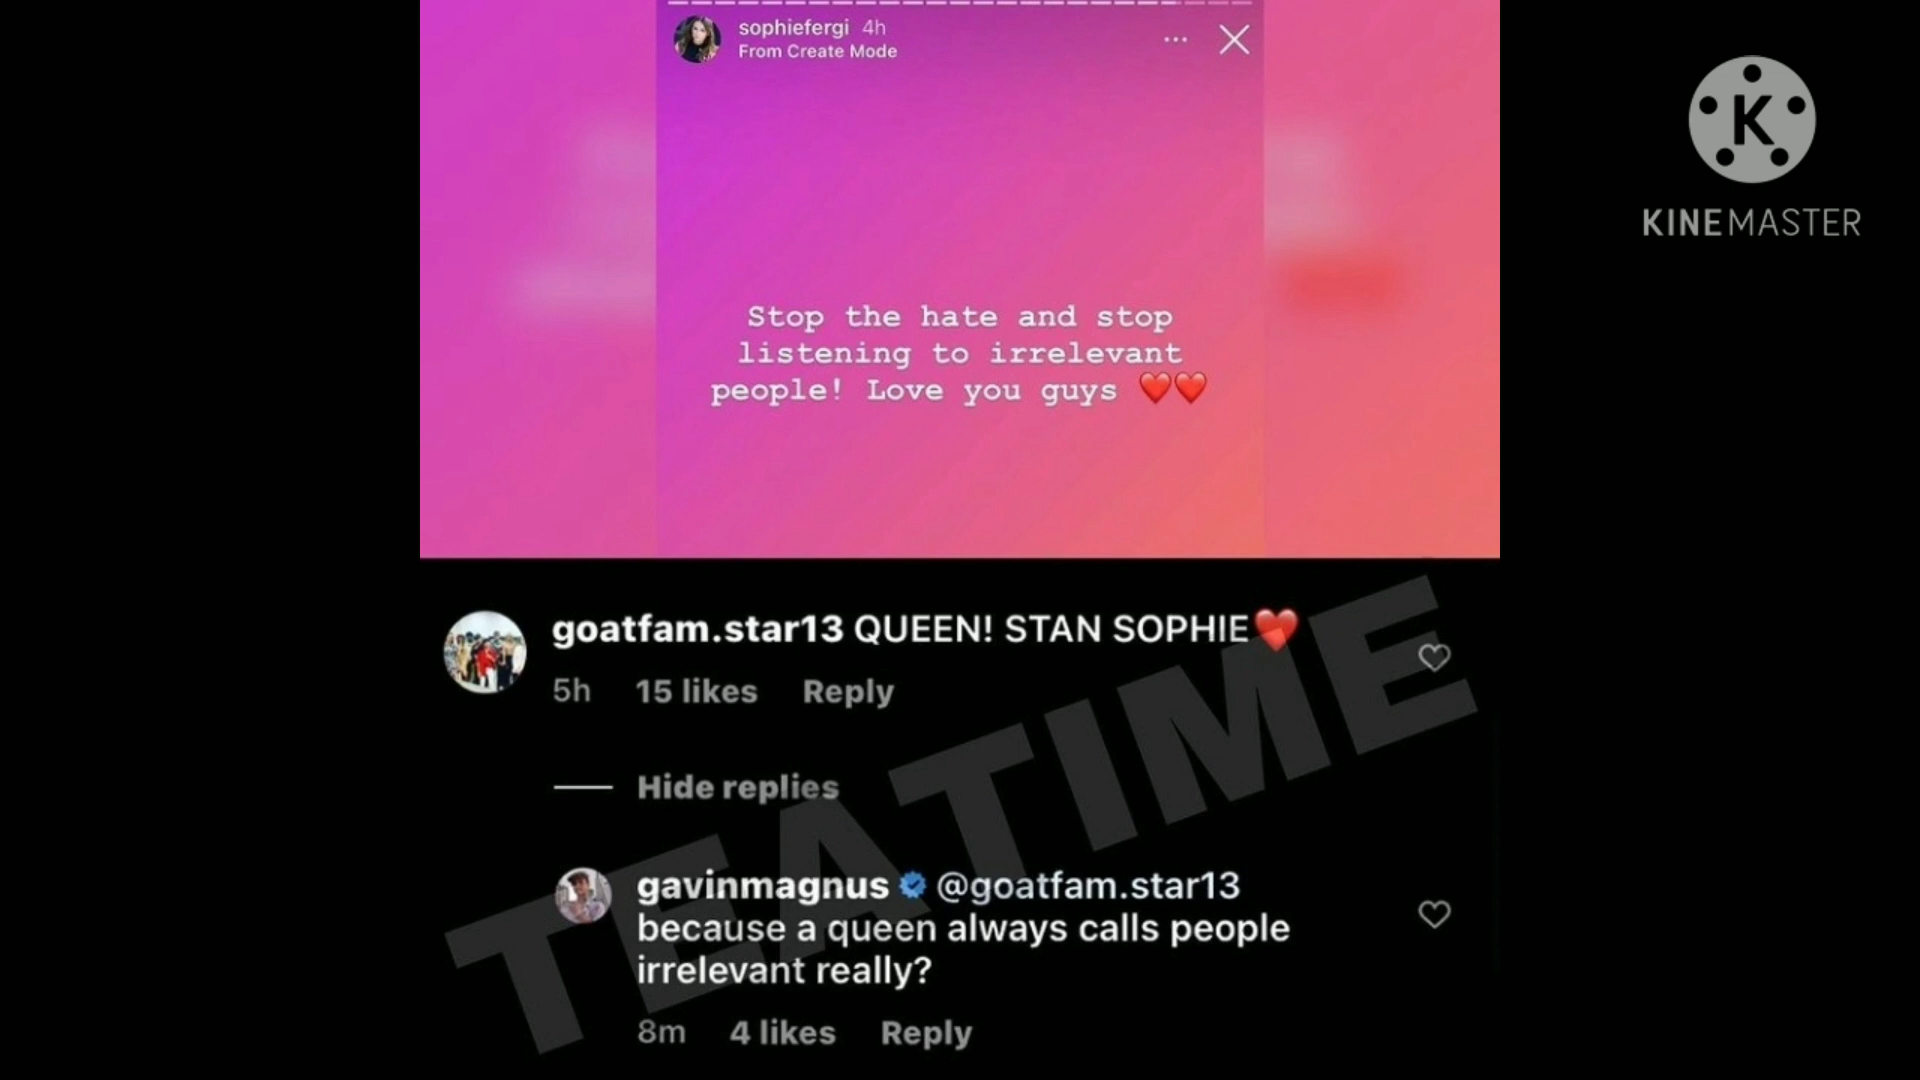 sophiefergi 4h
From Create Mode
K
KINEMASTER
Stop the hate and stop
listening to irrelevant
people! Love you guys ❤️❤️
goatfam.star13 QUEEN! STAN SOPHIE❤️
5h 15 likes Reply
Hide replies
gavinmagnus @goatfam.star13
because a queen always calls people
irrelevant really?
8m 4 likes Reply
TEATIME